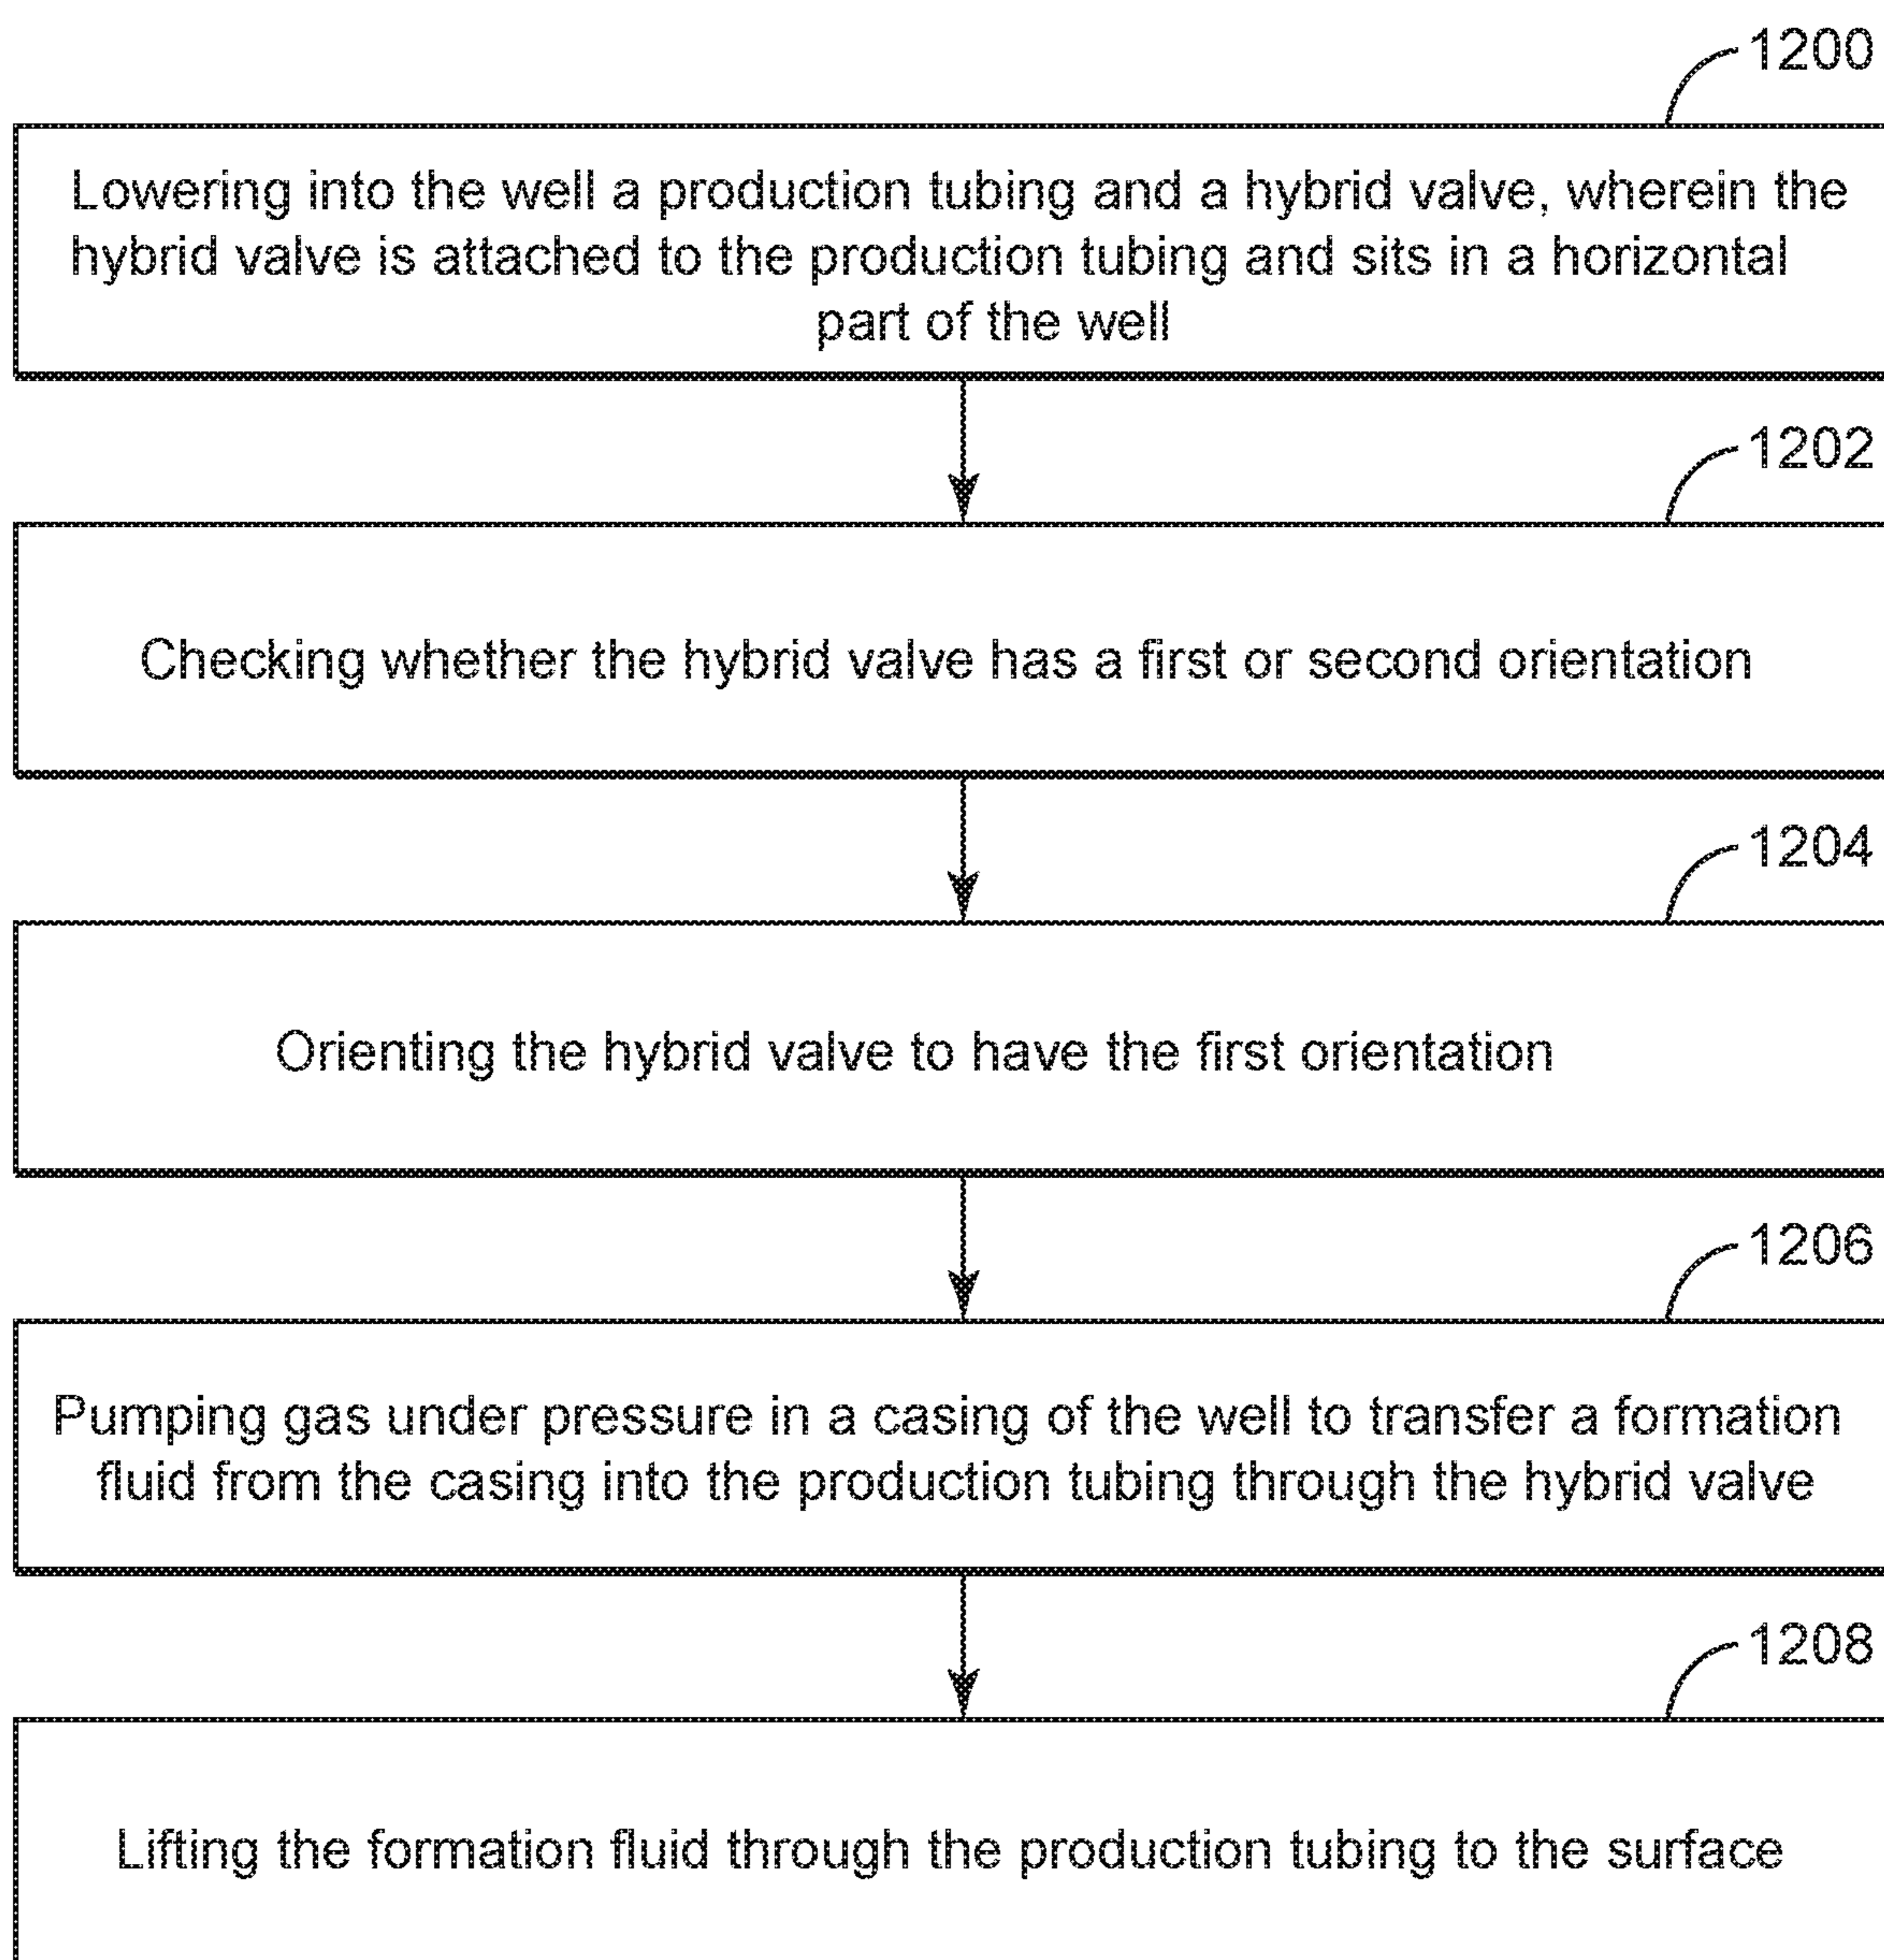 1200
Lowering into the well a production tubing and a hybrid valve, wherein the
hybrid valve is attached to the production tubing and sits in a horizontal
part of the well
1202
Checking whether the hybrid valve has a first or second orientation
1204
Orienting the hybrid valve to have the first orientation
1206
Pumping gas under pressure in a casing of the well to transfer a formation
fluid from the casing into the production tubing through the hybrid valve
1208
Lifting the formation fluid through the production tubing to the surface